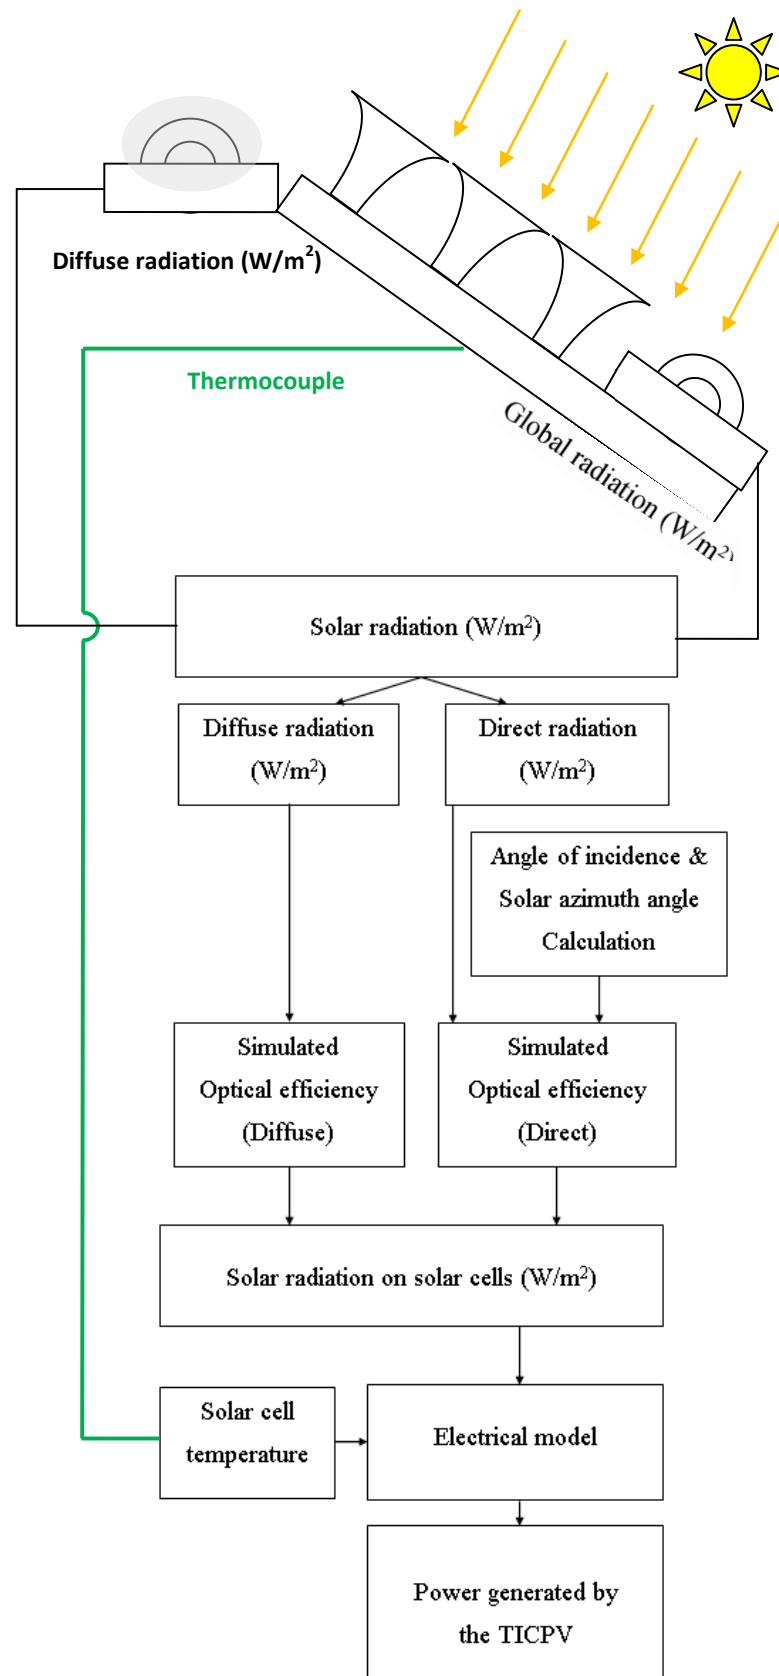 Diffuse radiation (W/m²)
Thermocouple
Global radiation (W/m²)
Solar radiation (W/m²)
Diffuse radiation
(W/m²)
Direct radiation
(W/m²)
Angle of incidence &
Solar azimuth angle
Calculation
Simulated
Optical efficiency
(Diffuse)
Simulated
Optical efficiency
(Direct)
Solar radiation on solar cells (W/m²)
Solar cell
temperature
Electrical model
Power generated by
the TICPV